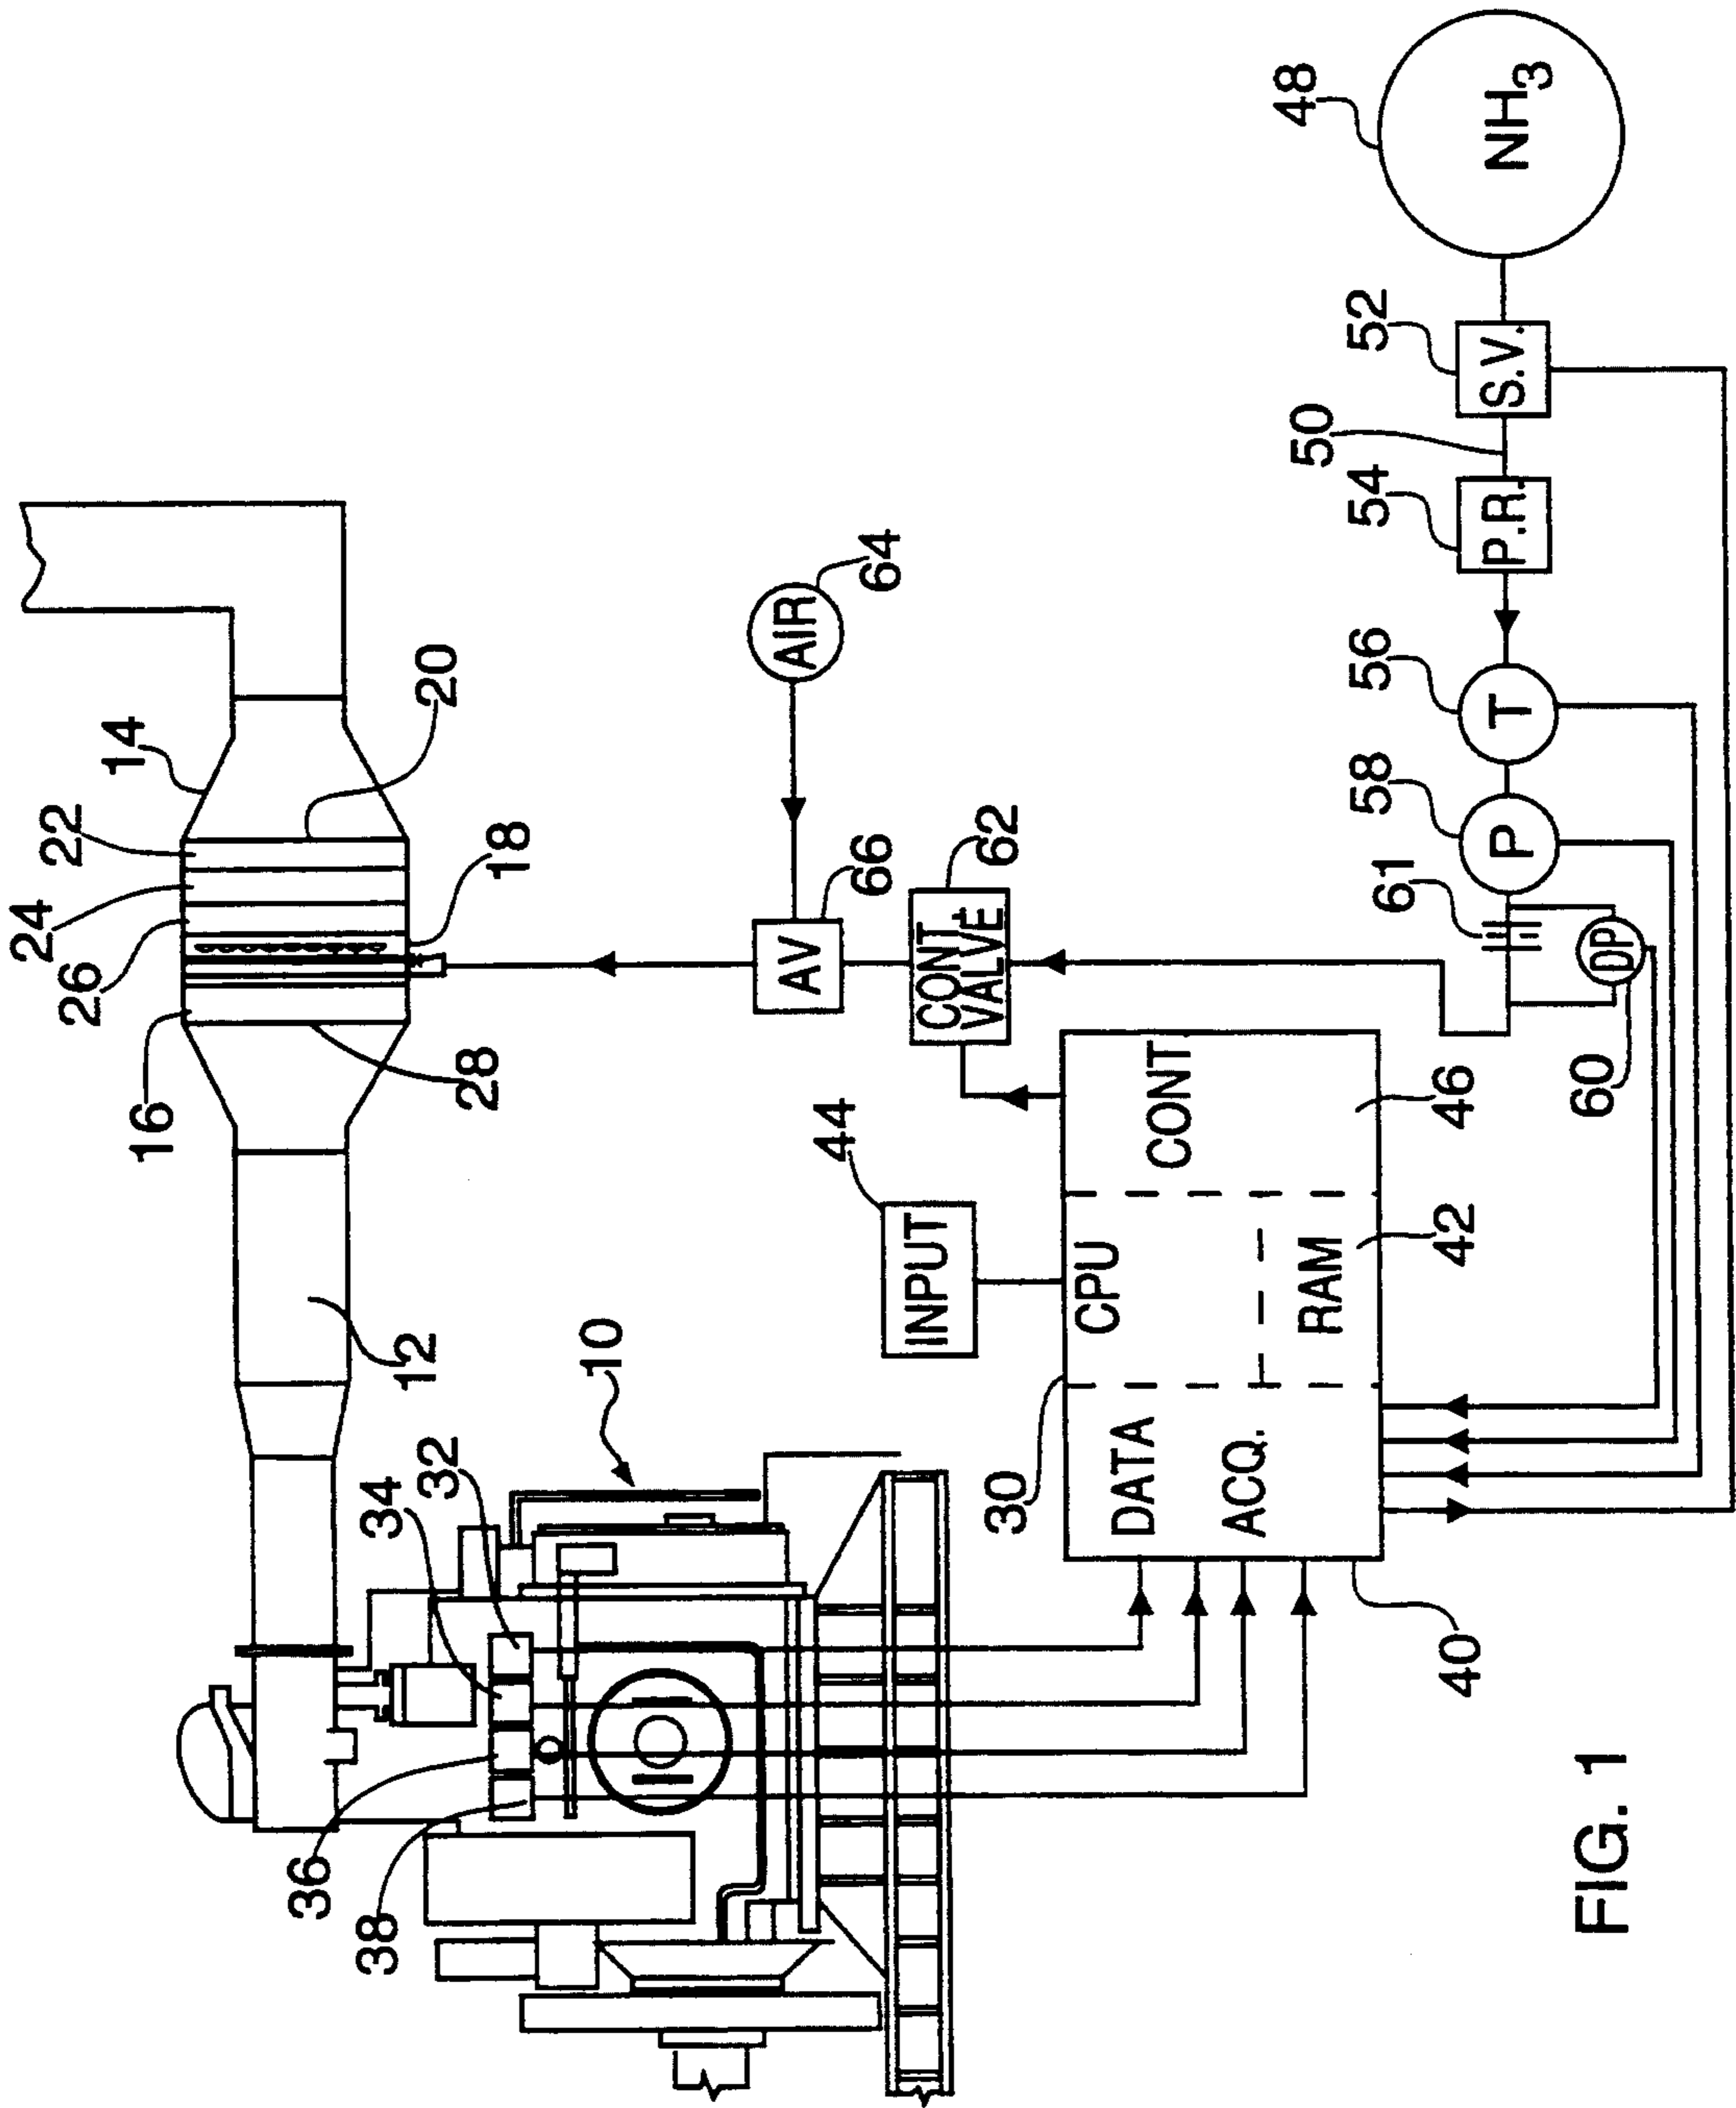 22
24
26
16
14
20
18
28
12
10
34
32
36
38
AIR
64
AV
66
CONT
VALVE
62
INPUT
44
30
DATA
ACQ.
CPU
RAM
CONT
40
42
46
NH3
48
S.V.
52
50
P.R.
54
T
56
P
58
61
DP
60
FIG. 1